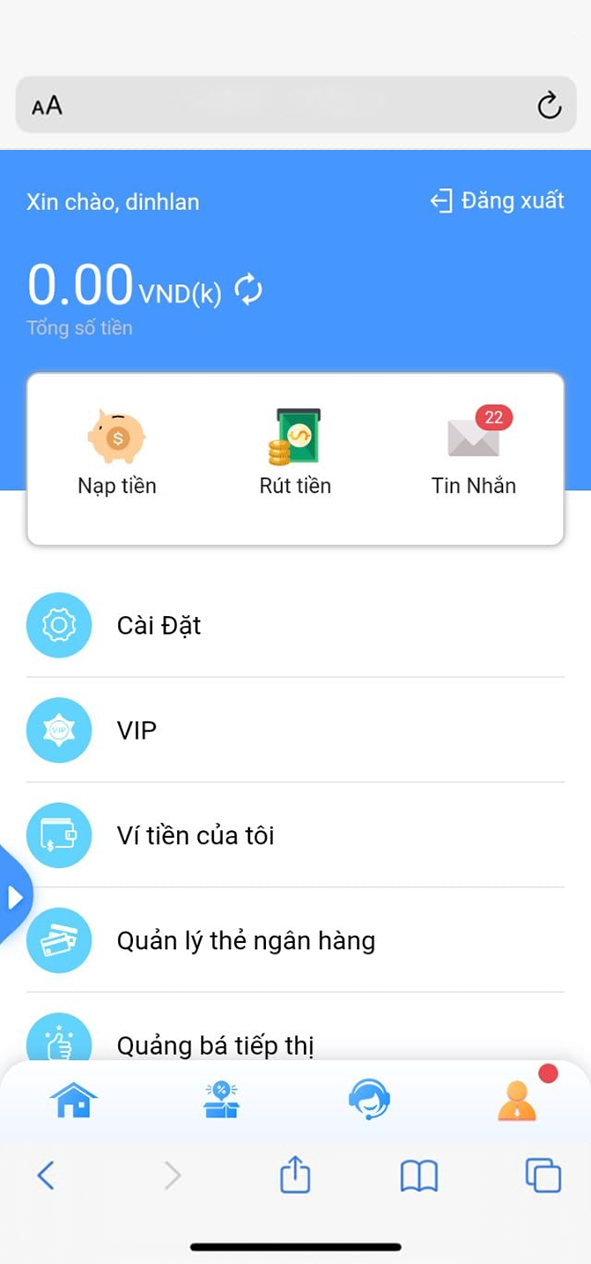 AA
Xin chào, dinhlan
Đăng xuất
0.00 VND(k)
Tổng số tiền
22
Nạp tiền
Rút tiền
Tin Nhắn
Cài Đặt
VIP
VIP
Ví tiền của tôi
Quản lý thẻ ngân hàng
Quảng bá tiếp thị